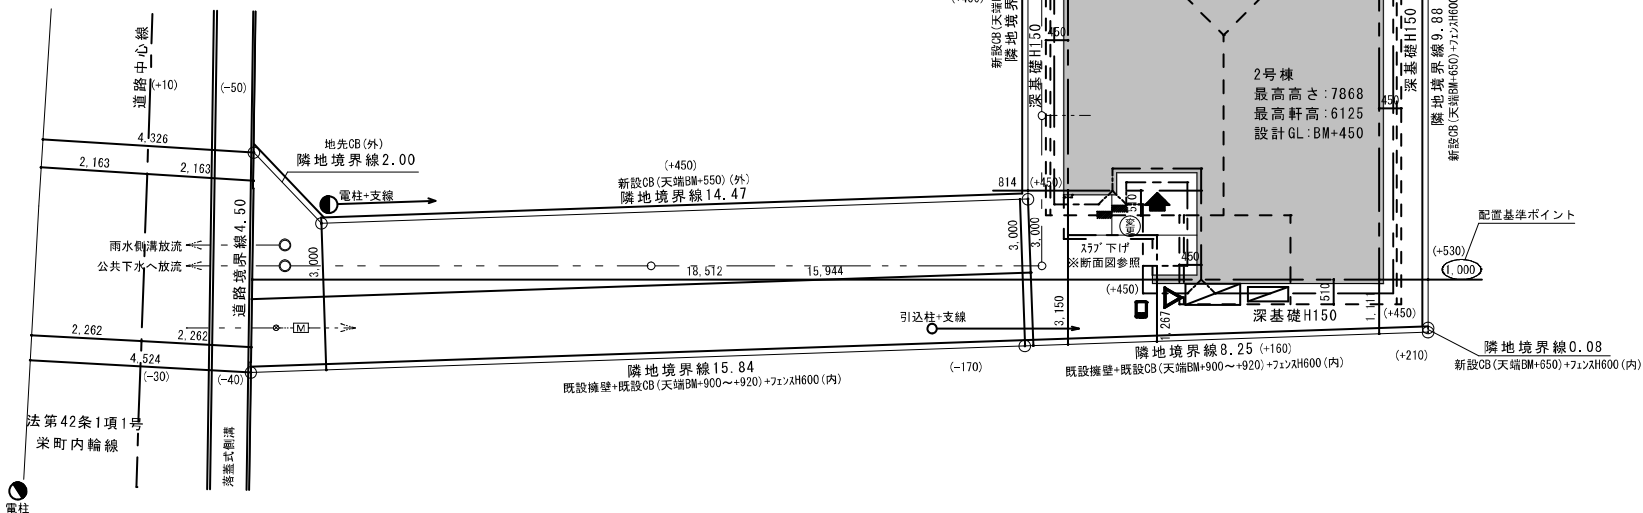 道路中心線
(+10)
(-50)
4,326
2,163
2,163
地先CB(外)
隣地境界線2.00
電柱+支線
(+450)
新設CB(天端BM+550)(外)
隣地境界線14.47
雨水側溝放流
公共下水へ放流
道路境界線4.50
3,000
18,512
15,944
2,262
2,262
4,524
(-30)
(-40)
M
引込柱+支線
隣地境界線15.84
既設擁壁+既設CB(天端BM+900～+920)+フェンスH600(内)
(-170)
法第42条1項1号
栄町内輪線
落蓋式側溝
電柱
深基礎H150
450
2号棟
最高高さ:7868
最高軒高:6125
設計GL:BM+450
450
深基礎H150
隣地境界線9.88
新設CB(天端BM+650)+フェンスH600
814
(+450)
3,000
3,000
510
スラブ下げ
※断面図参照
450
(+450)
3,150
1,267
510
深基礎H150
(+450)
配置基準ポイント
(+530)
1,000
隣地境界線8.25
(+160)
既設擁壁+既設CB(天端BM+900～+920)+フェンスH600(内)
(+210)
隣地境界線0.08
新設CB(天端BM+650)+フェンスH600(内)